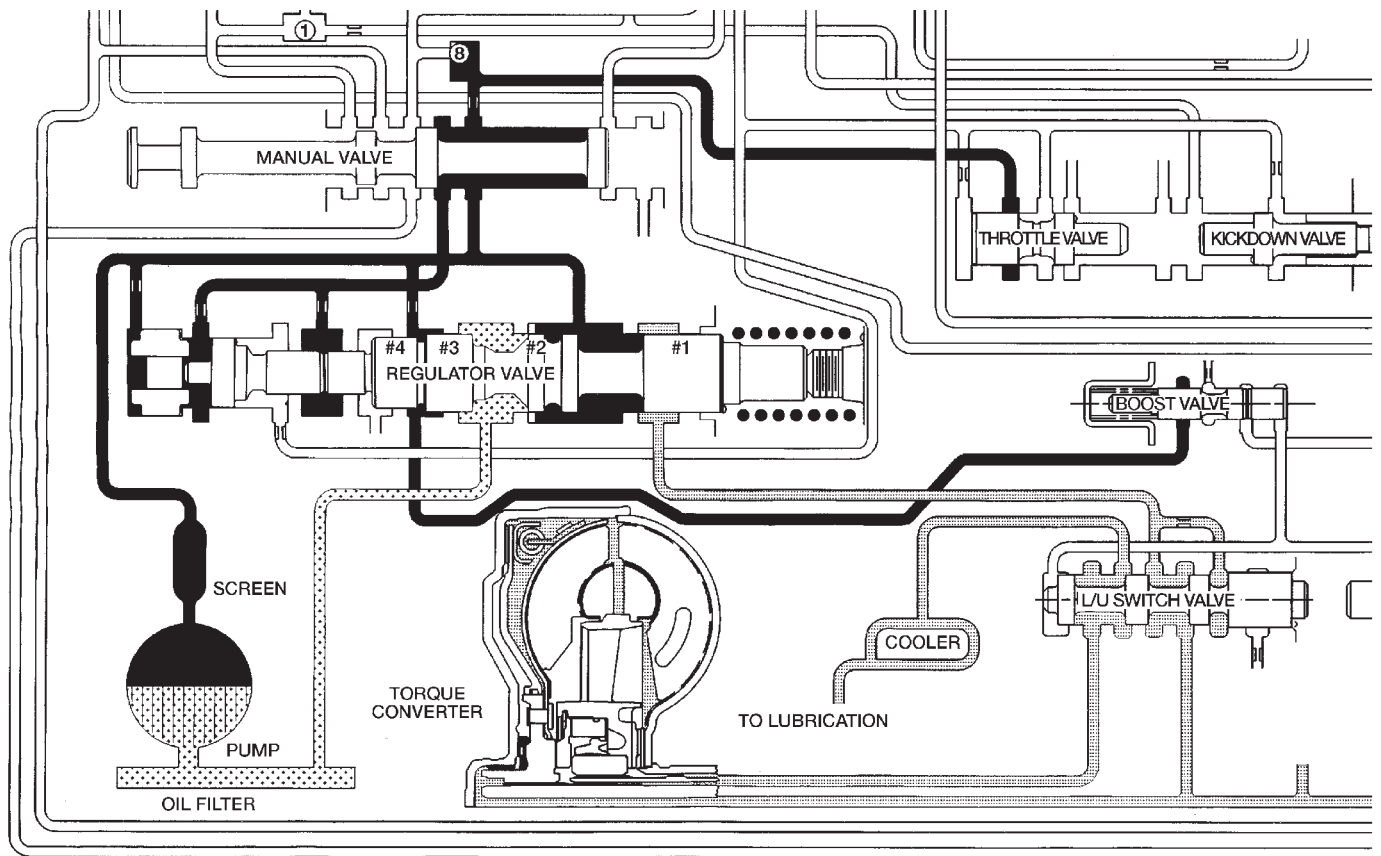 1
8
MANUAL VALVE
THROTTLE VALVE
KICKDOWN VALVE
#4
#3
#2
#1
REGULATOR VALVE
BOOST VALVE
SCREEN
L/U SWITCH VALVE
COOLER
TORQUE
CONVERTER
TO LUBRICATION
PUMP
OIL FILTER